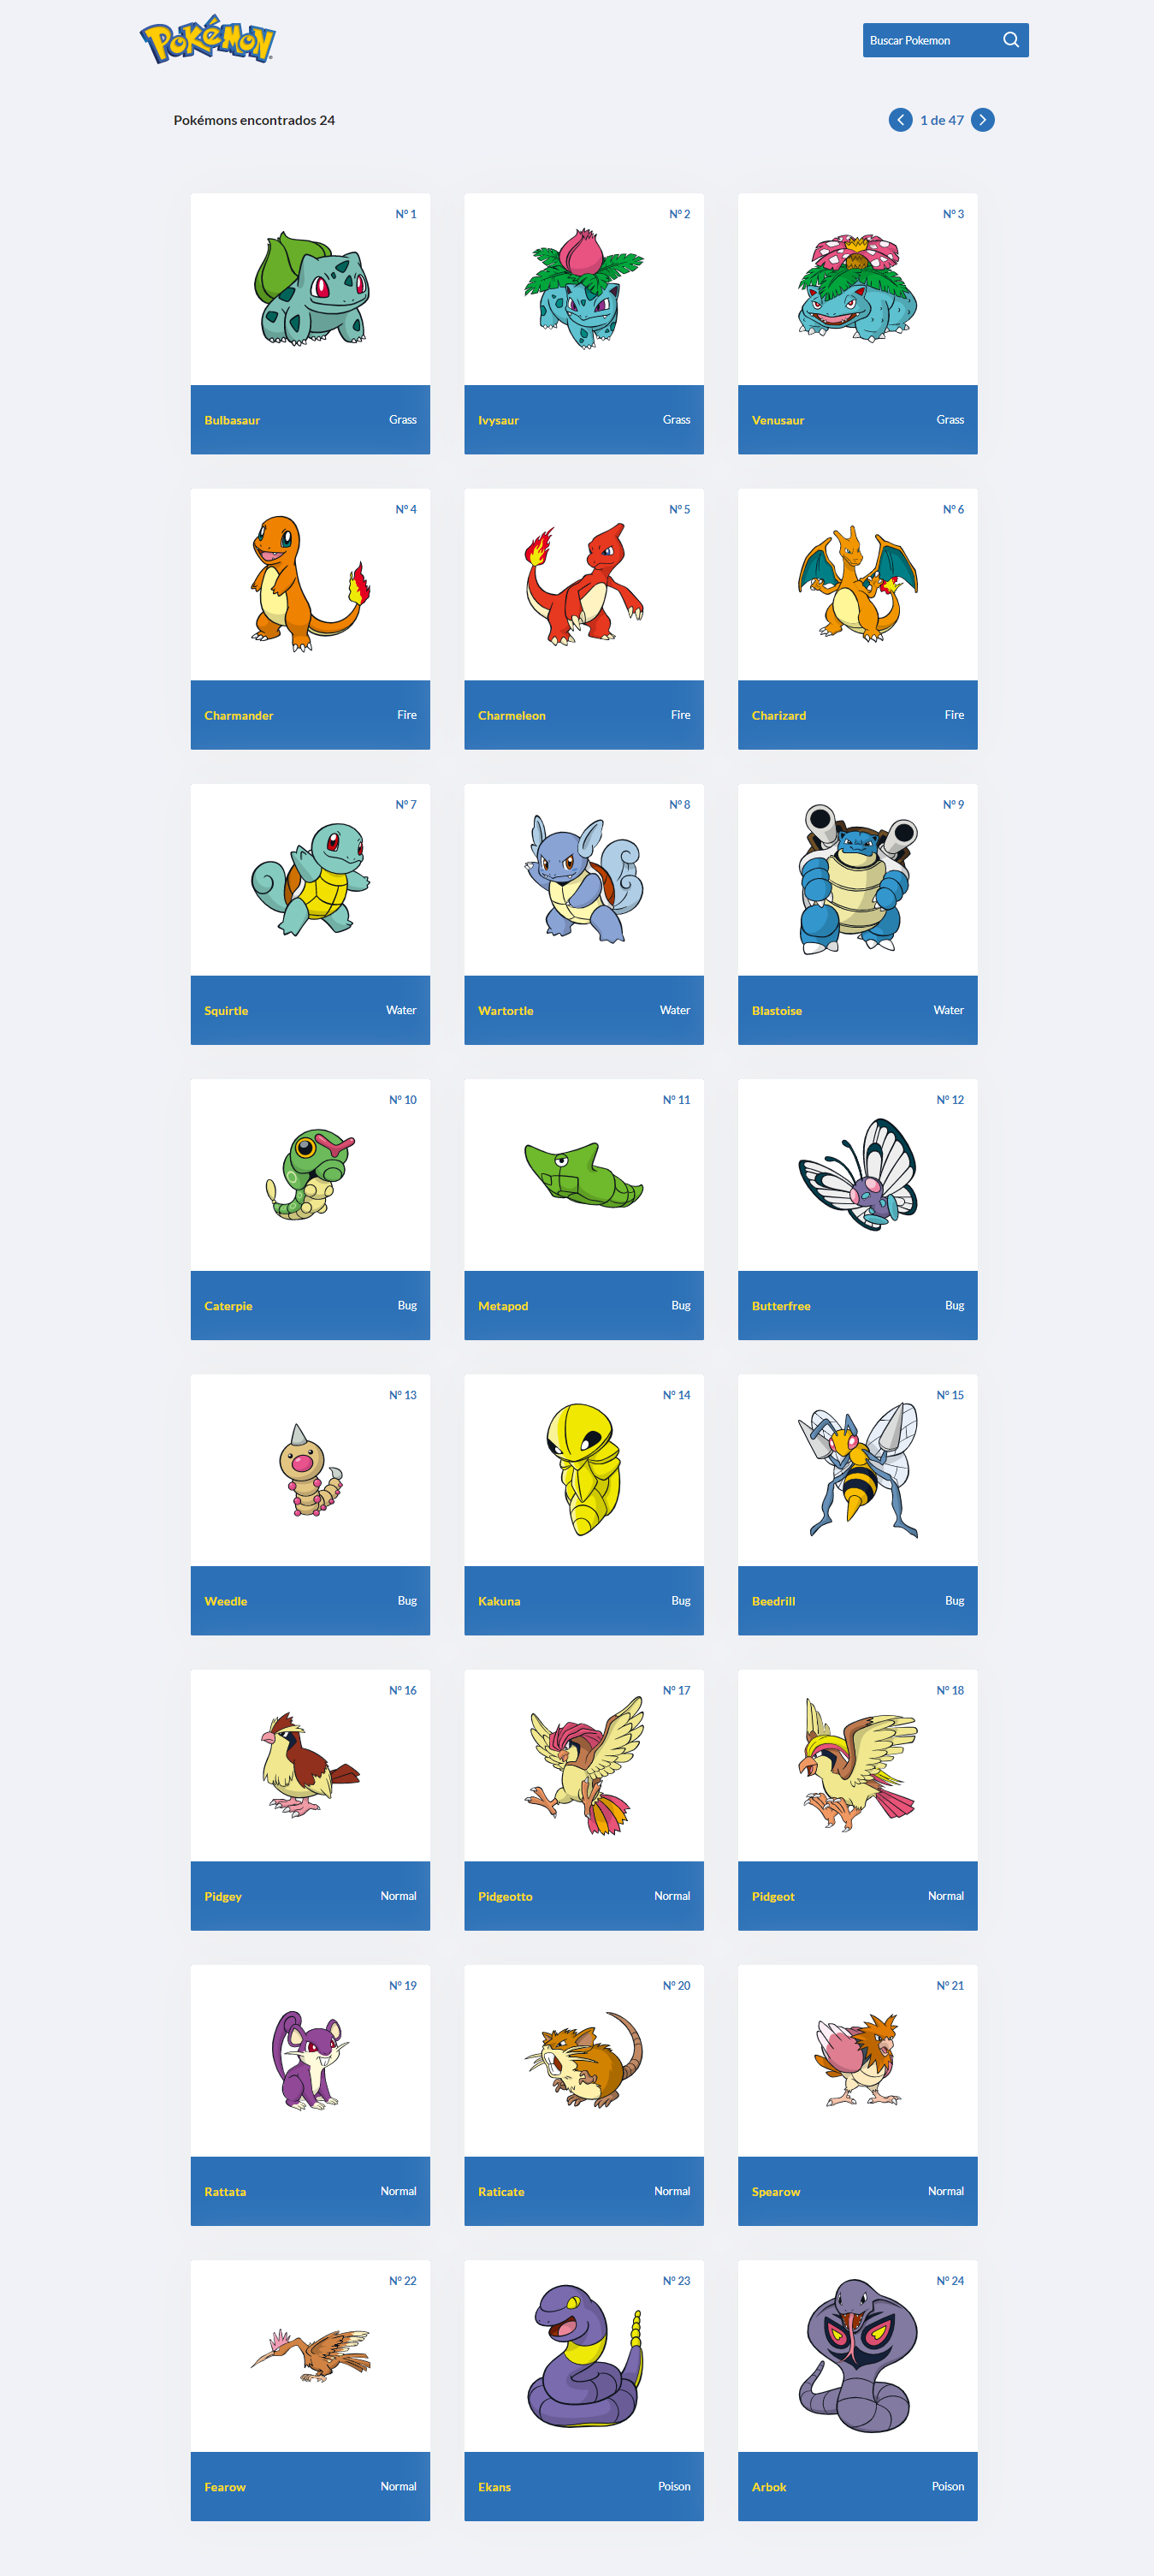 Pokémon
Buscar Pokemon
Pokémons encontrados 24
1 de 47
Nº 1
Nº 2
Nº 3
Bulbasaur Grass
Ivysaur Grass
Venusaur Grass
Nº 4
Nº 5
Nº 6
Charmander Fire
Charmeleon Fire
Charizard Fire
Nº 7
Nº 8
Nº 9
Squirtle Water
Wartortle Water
Blastoise Water
Nº 10
Nº 11
Nº 12
Caterpie Bug
Metapod Bug
Butterfree Bug
Nº 13
Nº 14
Nº 15
Weedle Bug
Kakuna Bug
Beedrill Bug
Nº 16
Nº 17
Nº 18
Pidgey Normal
Pidgeotto Normal
Pidgeot Normal
Nº 19
Nº 20
Nº 21
Rattata Normal
Raticate Normal
Spearow Normal
Nº 22
Nº 23
Nº 24
Fearow Normal
Ekans Poison
Arbok Poison